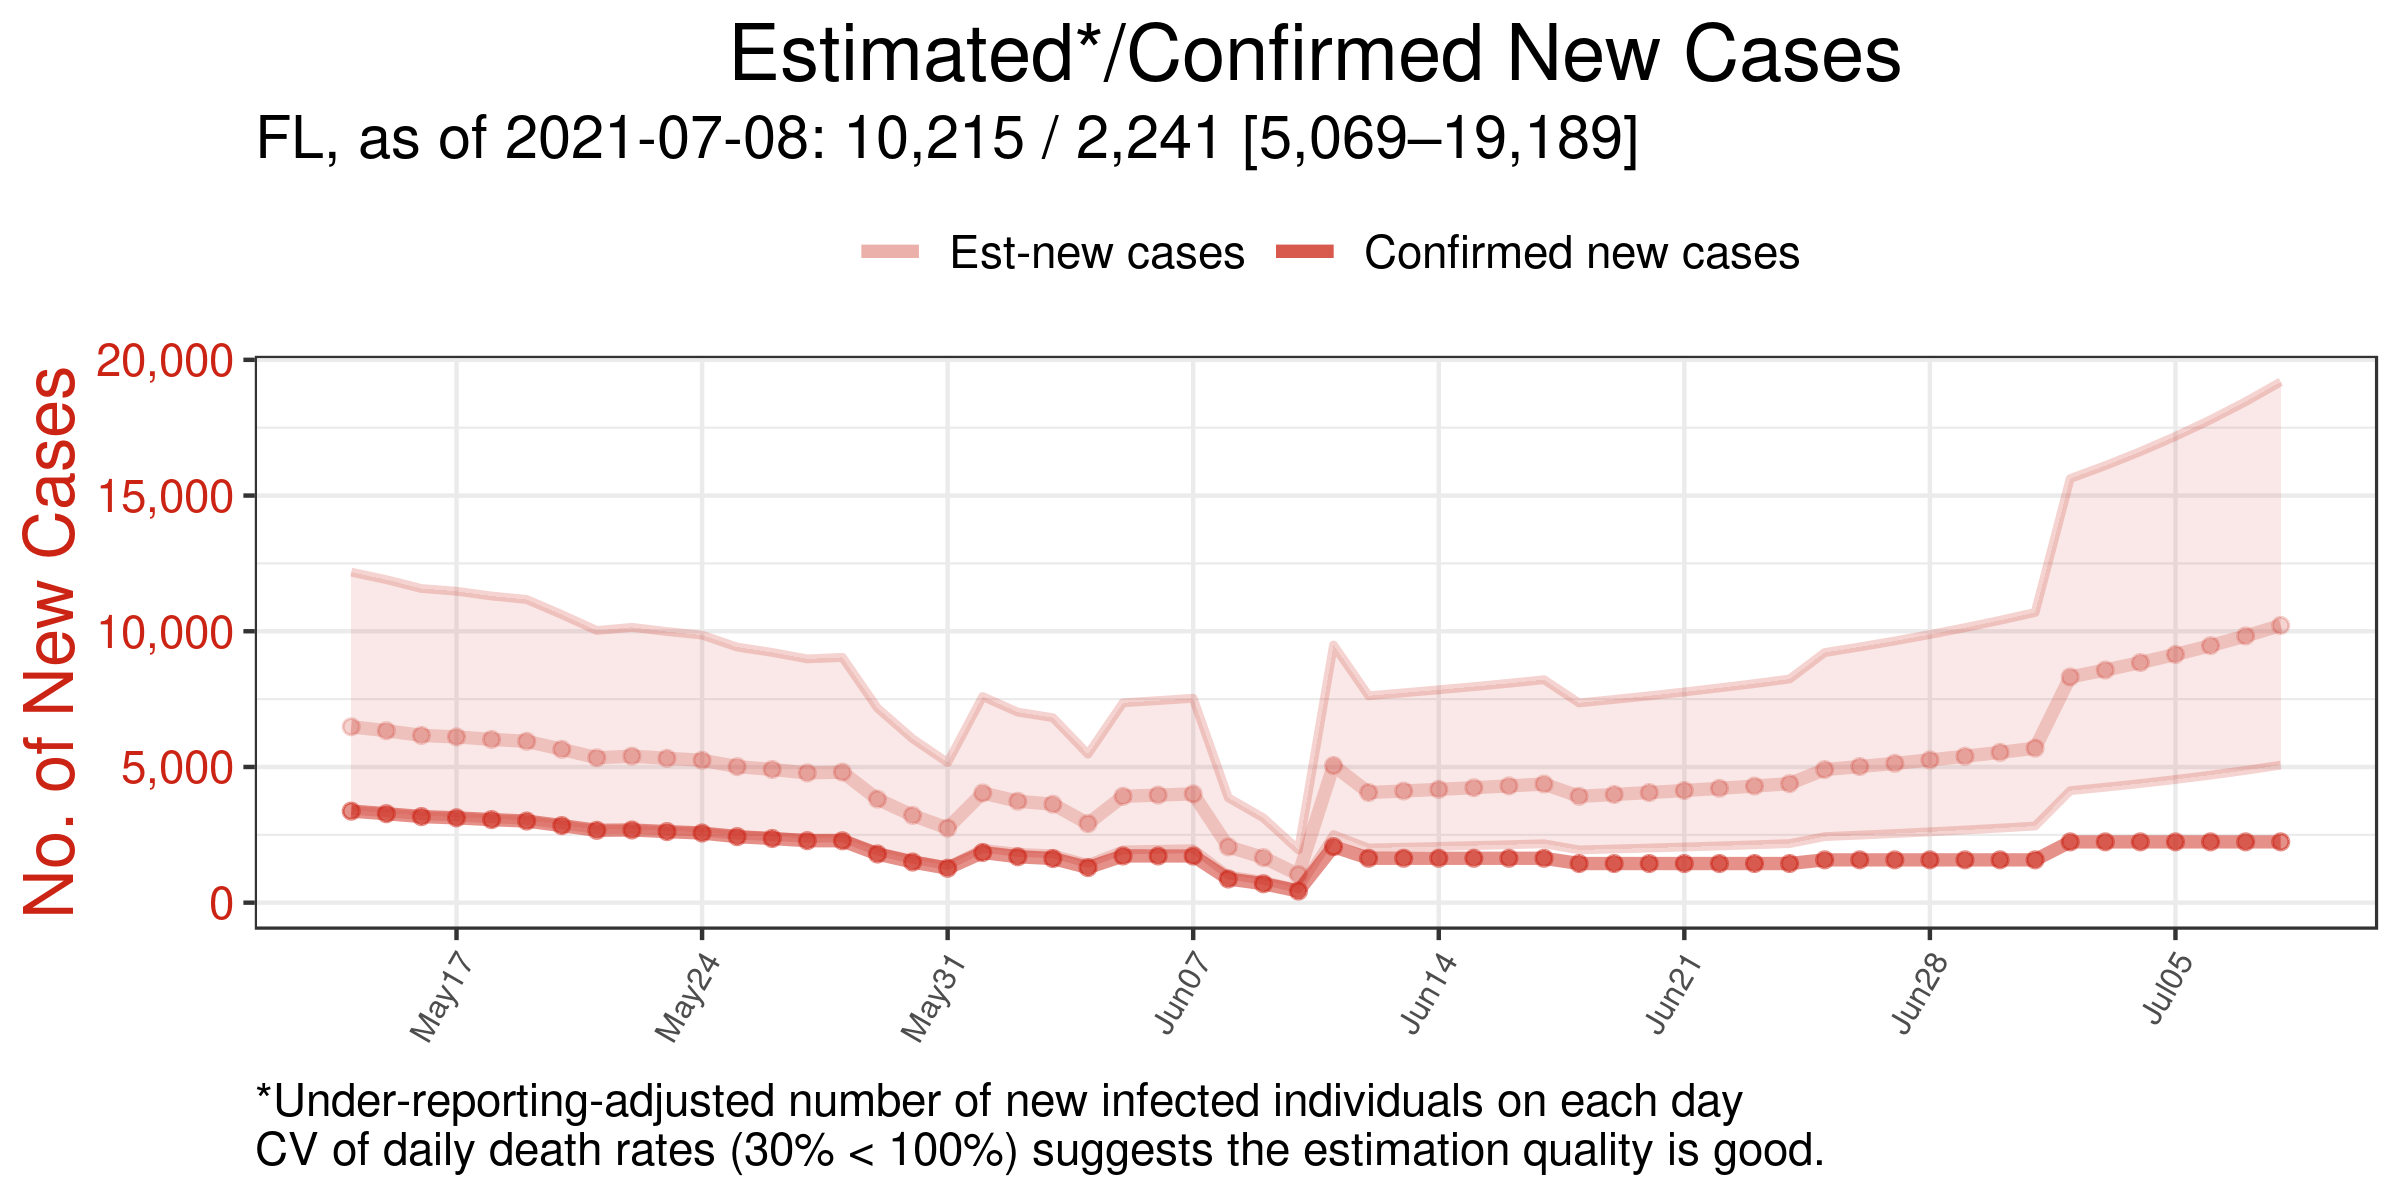 Estimated*/Confirmed New Cases
FL, as of 2021-07-08: 10,215 / 2,241 [5,069–19,189]
Est-new cases
Confirmed new cases
No. of New Cases
20,000
15,000
10,000
5,000
0
May17
May24
May31
Jun07
Jun14
Jun21
Jun28
Jul05
*Under-reporting-adjusted number of new infected individuals on each day
CV of daily death rates (30% < 100%) suggests the estimation quality is good.